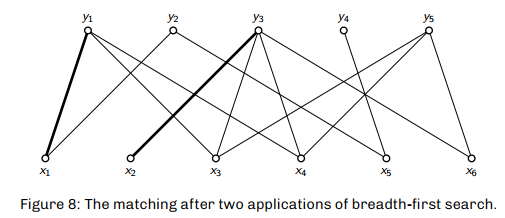 y1 y2 y3 y4 y5
x1 x2 x3 x4 x5 x6
Figure 8: The matching after two applications of breadth-first search.